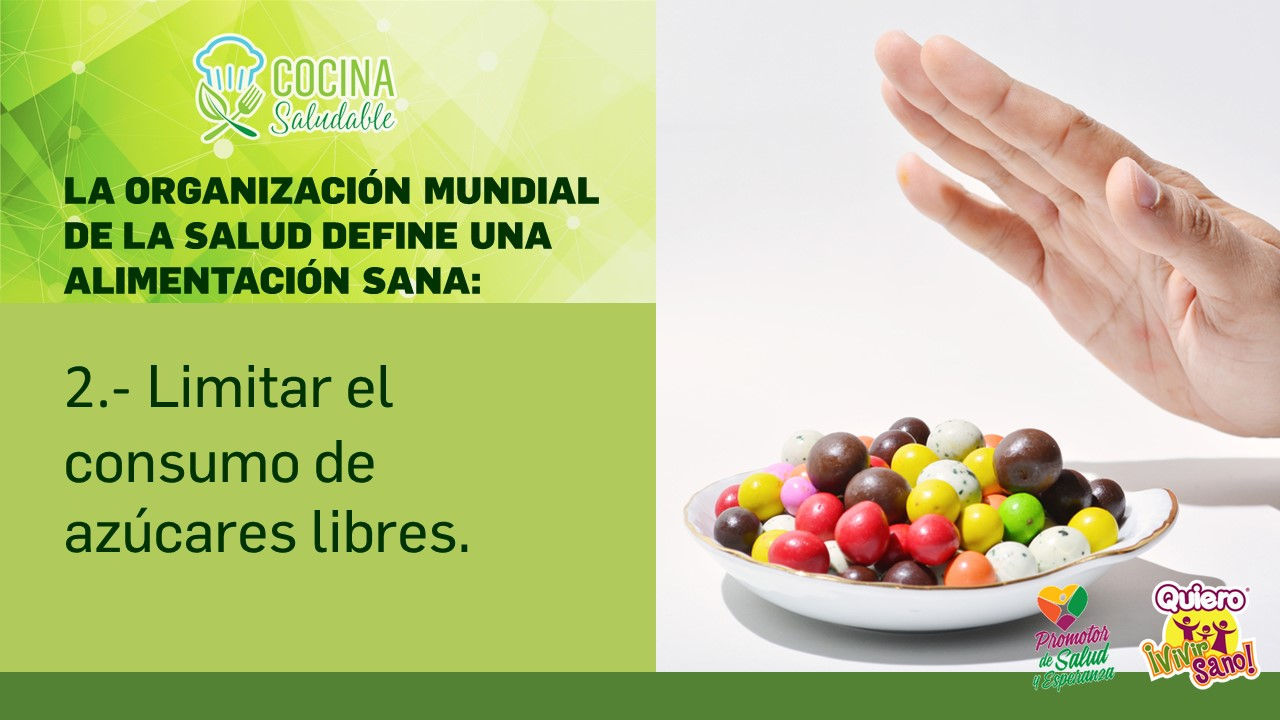 COCINA
Saludable
LA ORGANIZACIÓN MUNDIAL
DE LA SALUD DEFINE UNA
ALIMENTACIÓN SANA:
2.- Limitar el
consumo de
azúcares libres.
Promotor
de Salud
y Esperanza
Quiero®
¡Vivir
Sano!